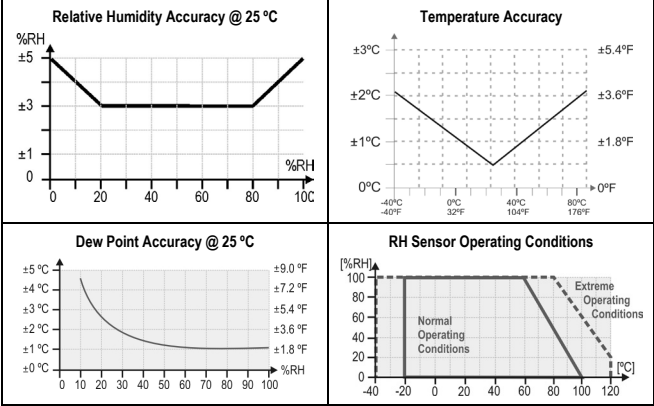 Relative Humidity Accuracy @ 25 ºC
%RH
±5
±3
±1
0
%RH
0 20 40 60 80 100
Temperature Accuracy
±3ºC ±5.4ºF
±2ºC ±3.6ºF
±1ºC ±1.8ºF
0ºC 0ºF
-40ºC 0ºC 40ºC 80ºC
-40ºF 32ºF 104ºF 176ºF
Dew Point Accuracy @ 25 ºC
±5 ºC ±9.0 ºF
±4 ºC ±7.2 ºF
±3 ºC ±5.4 ºF
±2 ºC ±3.6 ºF
±1 ºC ±1.8 ºF
±0 ºC %RH
0 10 20 30 40 50 60 70 80 90 100
RH Sensor Operating Conditions
[%RH]
100
80
60
40
20
0
Extreme
Operating
Conditions
Normal
Operating
Conditions
[ºC]
-40 -20 0 20 40 60 80 100 120